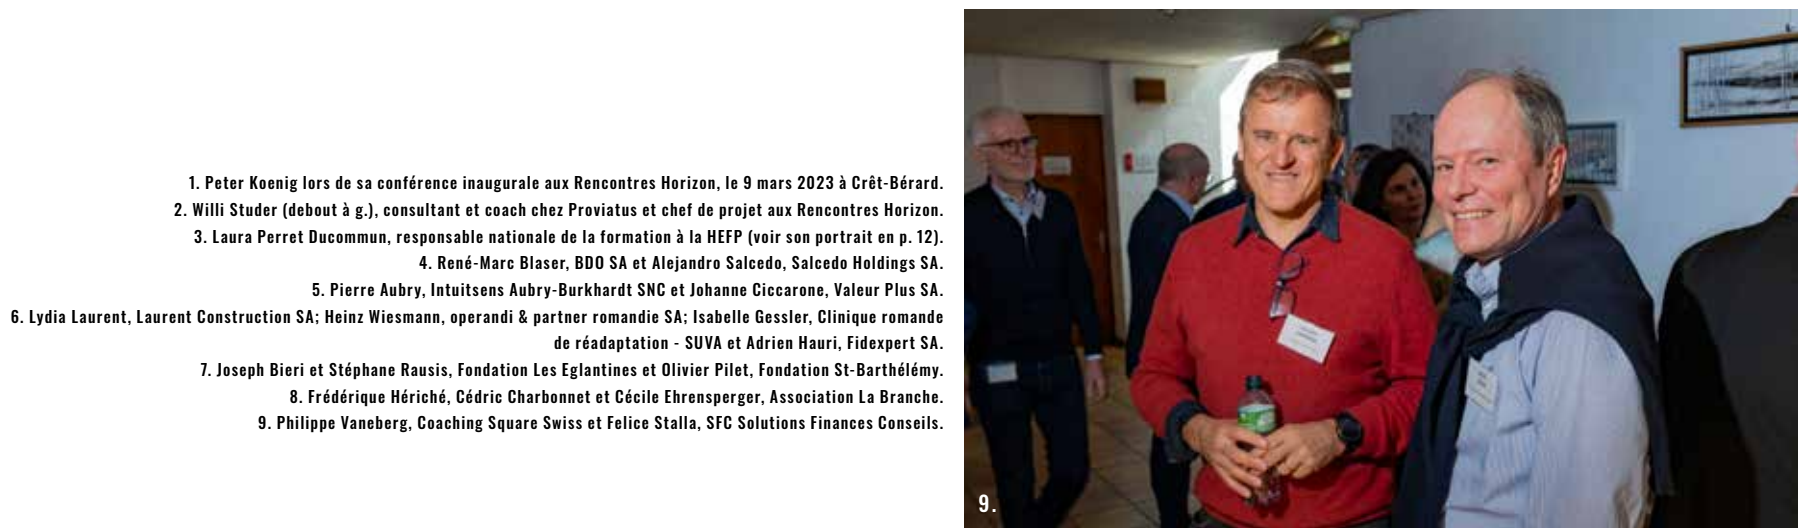 1. Peter Koenig lors de sa conférence inaugurale aux Rencontres Horizon, le 9 mars 2023 à Crêt-Bérard.
2. Willi Studer (debout à g.), consultant et coach chez Proviatus et chef de projet aux Rencontres Horizon.
3. Laura Perret Ducommun, responsable nationale de la formation à la HEFP (voir son portrait en p. 12).
4. René-Marc Blaser, BDO SA et Alejandro Salcedo, Salcedo Holdings SA.
5. Pierre Aubry, Intuitsens Aubry-Burkhardt SNC et Johanne Ciccarone, Valeur Plus SA.
6. Lydia Laurent, Laurent Construction SA; Heinz Wiesmann, operandi & partner romandie SA; Isabelle Gessler, Clinique romande
de réadaptation - SUVA et Adrien Hauri, Fidexpert SA.
7. Joseph Bieri et Stéphane Rausis, Fondation Les Eglantines et Olivier Pilet, Fondation St-Barthélémy.
8. Frédérique Hériché, Cédric Charbonnet et Cécile Ehrensperger, Association La Branche.
9. Philippe Vaneberg, Coaching Square Swiss et Felice Stalla, SFC Solutions Finances Conseils.
9.